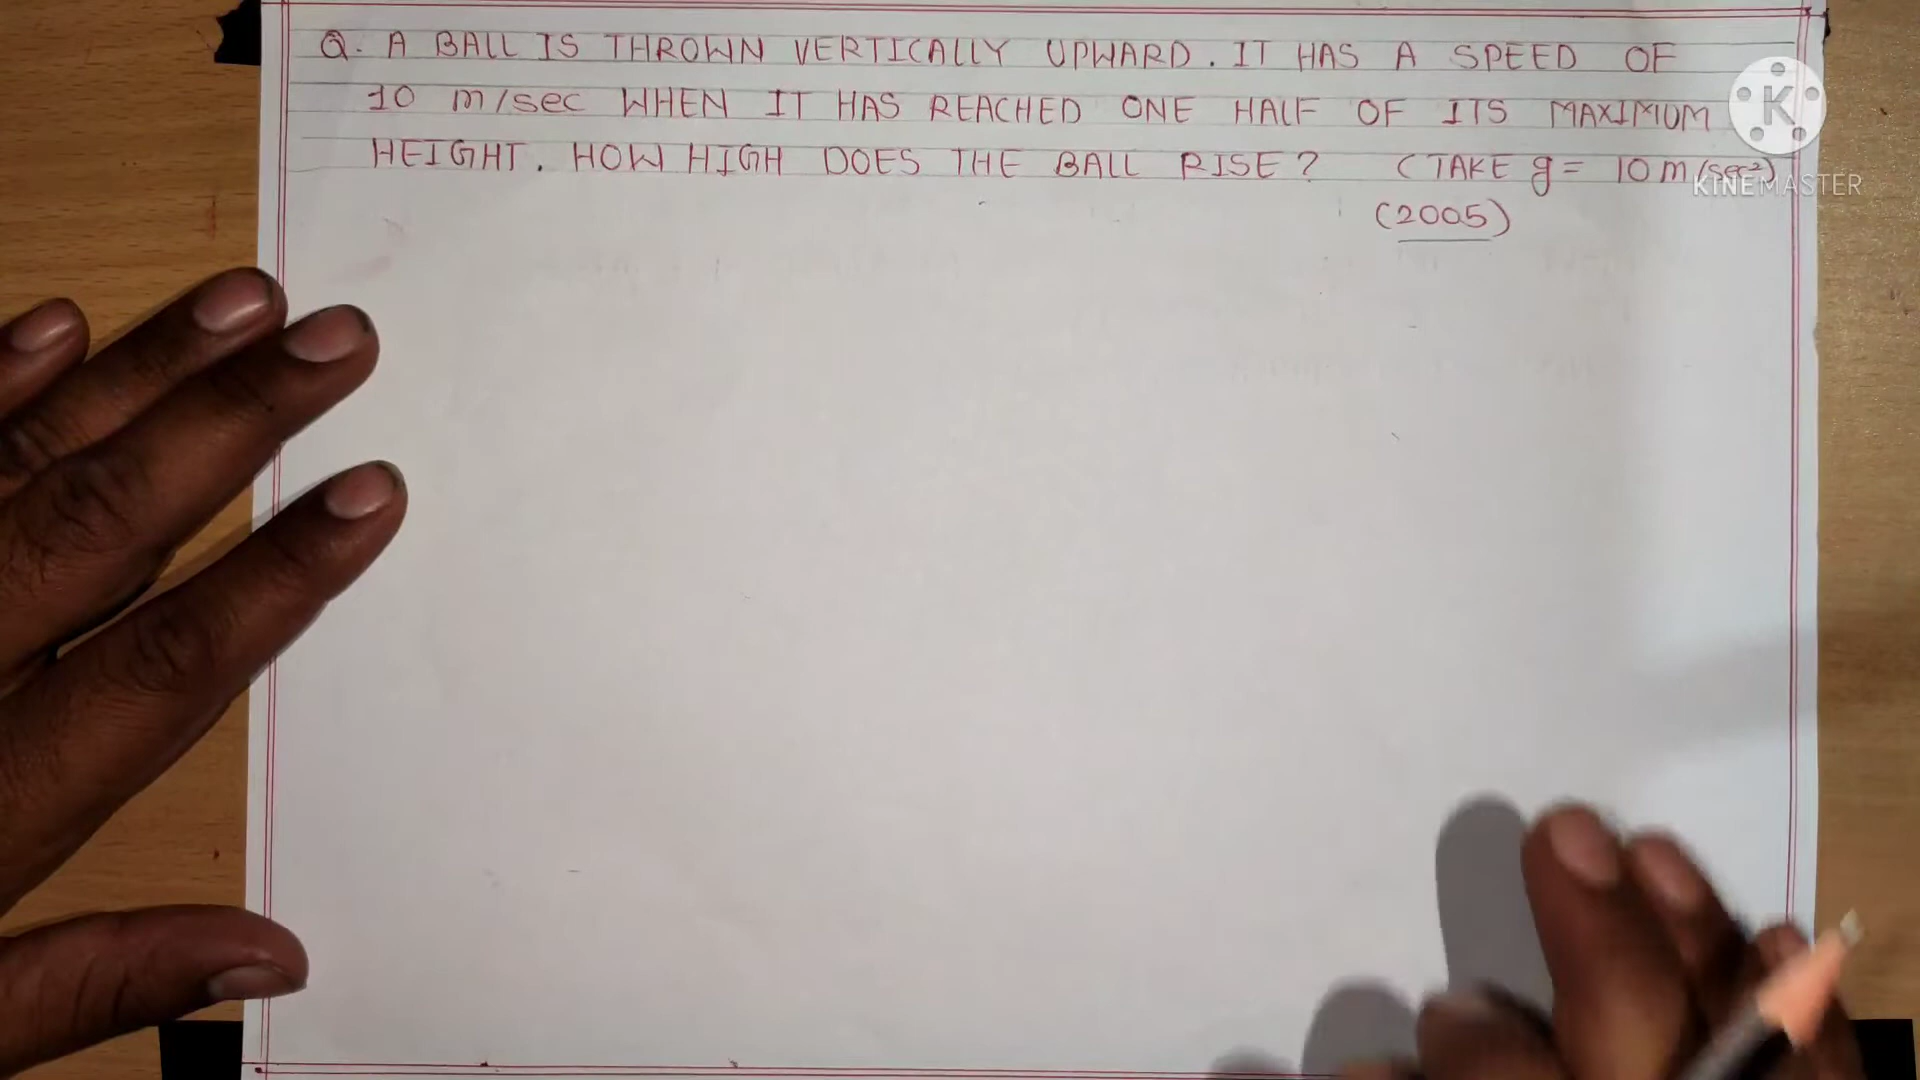 Q. A BALL IS THROWN VERTICALLY UPWARD. IT HAS A SPEED OF
10 m/sec WHEN IT HAS REACHED ONE HALF OF ITS MAXIMUM
HEIGHT. HOW HIGH DOES THE BALL RISE? (TAKE g = 10 m/sec²)
(2005)
K
KINEMASTER